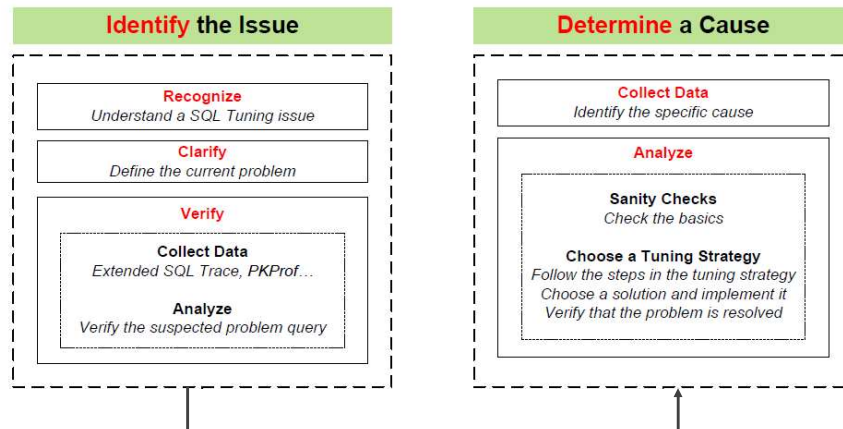 Identify the Issue
Recognize
Understand a SQL Tuning issue
Clarify
Define the current problem
Verify
Collect Data
Extended SQL Trace, PKProf…
Analyze
Verify the suspected problem query
Determine a Cause
Collect Data
Identify the specific cause
Analyze
Sanity Checks
Check the basics
Choose a Tuning Strategy
Follow the steps in the tuning strategy
Choose a solution and implement it
Verify that the problem is resolved